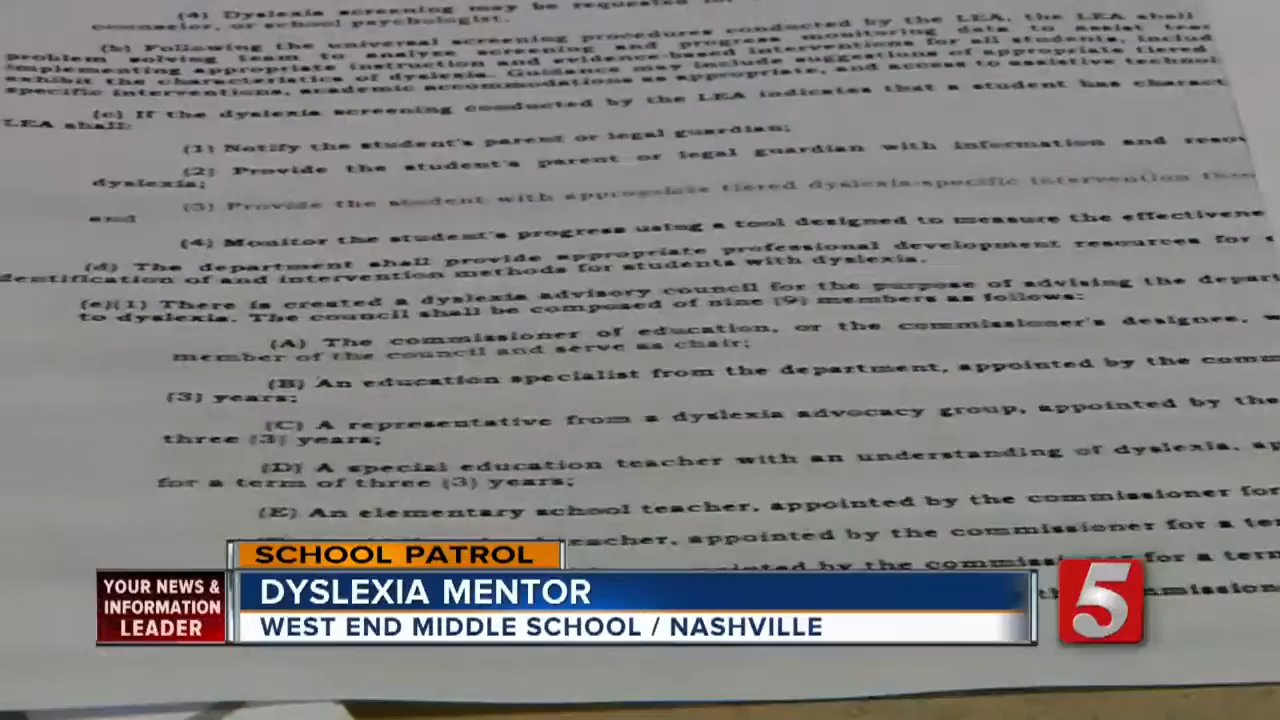 (4) Dyslexia screening may be requested
counselor, or school psychologist.
(b) Following the universal screening procedures conducted by the LEA, the LEA shall
problem solving team to analyze screening and progress monitoring data to assist
implementing appropriate instruction and evidence-based interventions for all students, includ
exhibit the characteristics of dyslexia. Guidance may include suggestions of appropriate tiered
specific interventions, academic accommodations as appropriate, and access to assistive technol
(c) If the dyslexia screening conducted by the LEA indicates that a student has charact
LEA shall:
(1) Notify the student's parent or legal guardian;
(2) Provide the student's parent or legal guardian with information and reso
dyslexia;
(3) Provide the student with appropriate tiered dyslexia-specific intervention
and
(4) Monitor the student's progress using a tool designed to measure the effectivene
(d) The department shall provide appropriate professional development resources for
dentification of and intervention methods for students with dyslexia.
(e)(1) There is created a dyslexia advisory council for the purpose of advising the depar
to dyslexia. The council shall be composed of nine (9) members as follows:
(A) The commissioner of education, or the commissioner's designee,
member of the council and serve as chair;
(B) An education specialist from the department, appointed by the comm
(3) years;
(C) A representative from a dyslexia advocacy group, appointed by the
three (3) years;
(D) A special education teacher with an understanding of dyslexia, ap
for a term of three (3) years;
(E) An elementary school teacher, appointed by the commissioner for
teacher, appointed by the commissioner for a ter
by the commissioner for a term
mmission
SCHOOL PATROL
YOUR NEWS &
INFORMATION
LEADER
DYSLEXIA MENTOR
WEST END MIDDLE SCHOOL / NASHVILLE
5